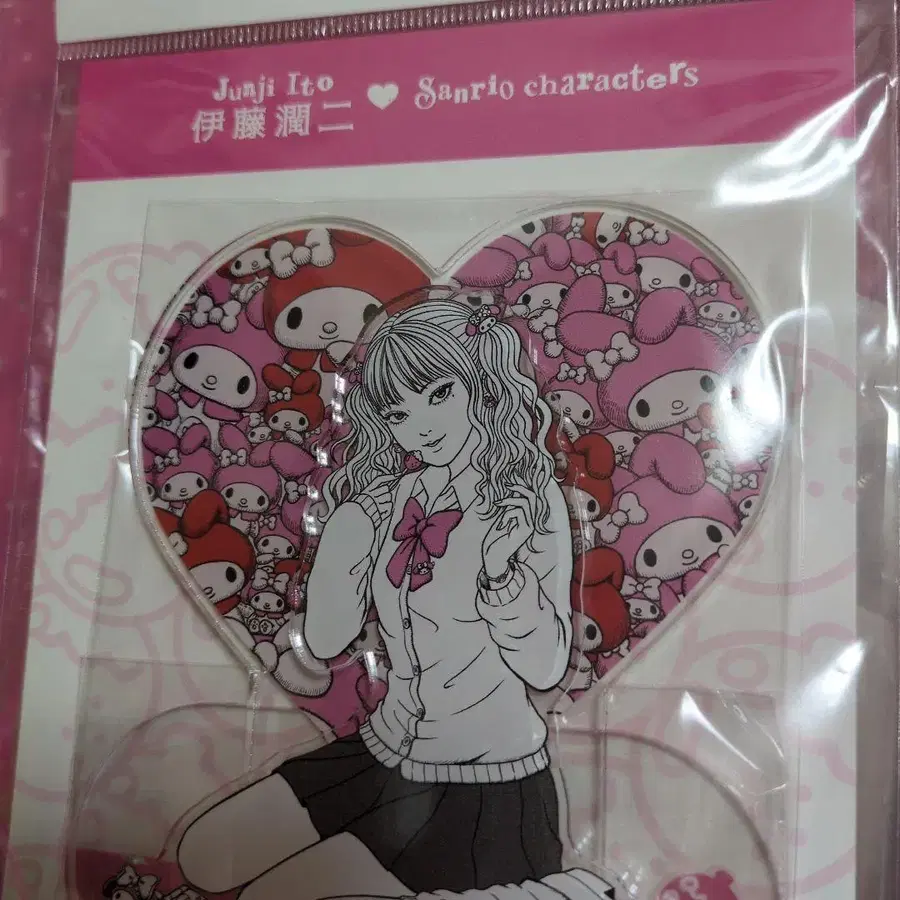 Junji Ito
伊藤潤二 ♥ Sanrio characters